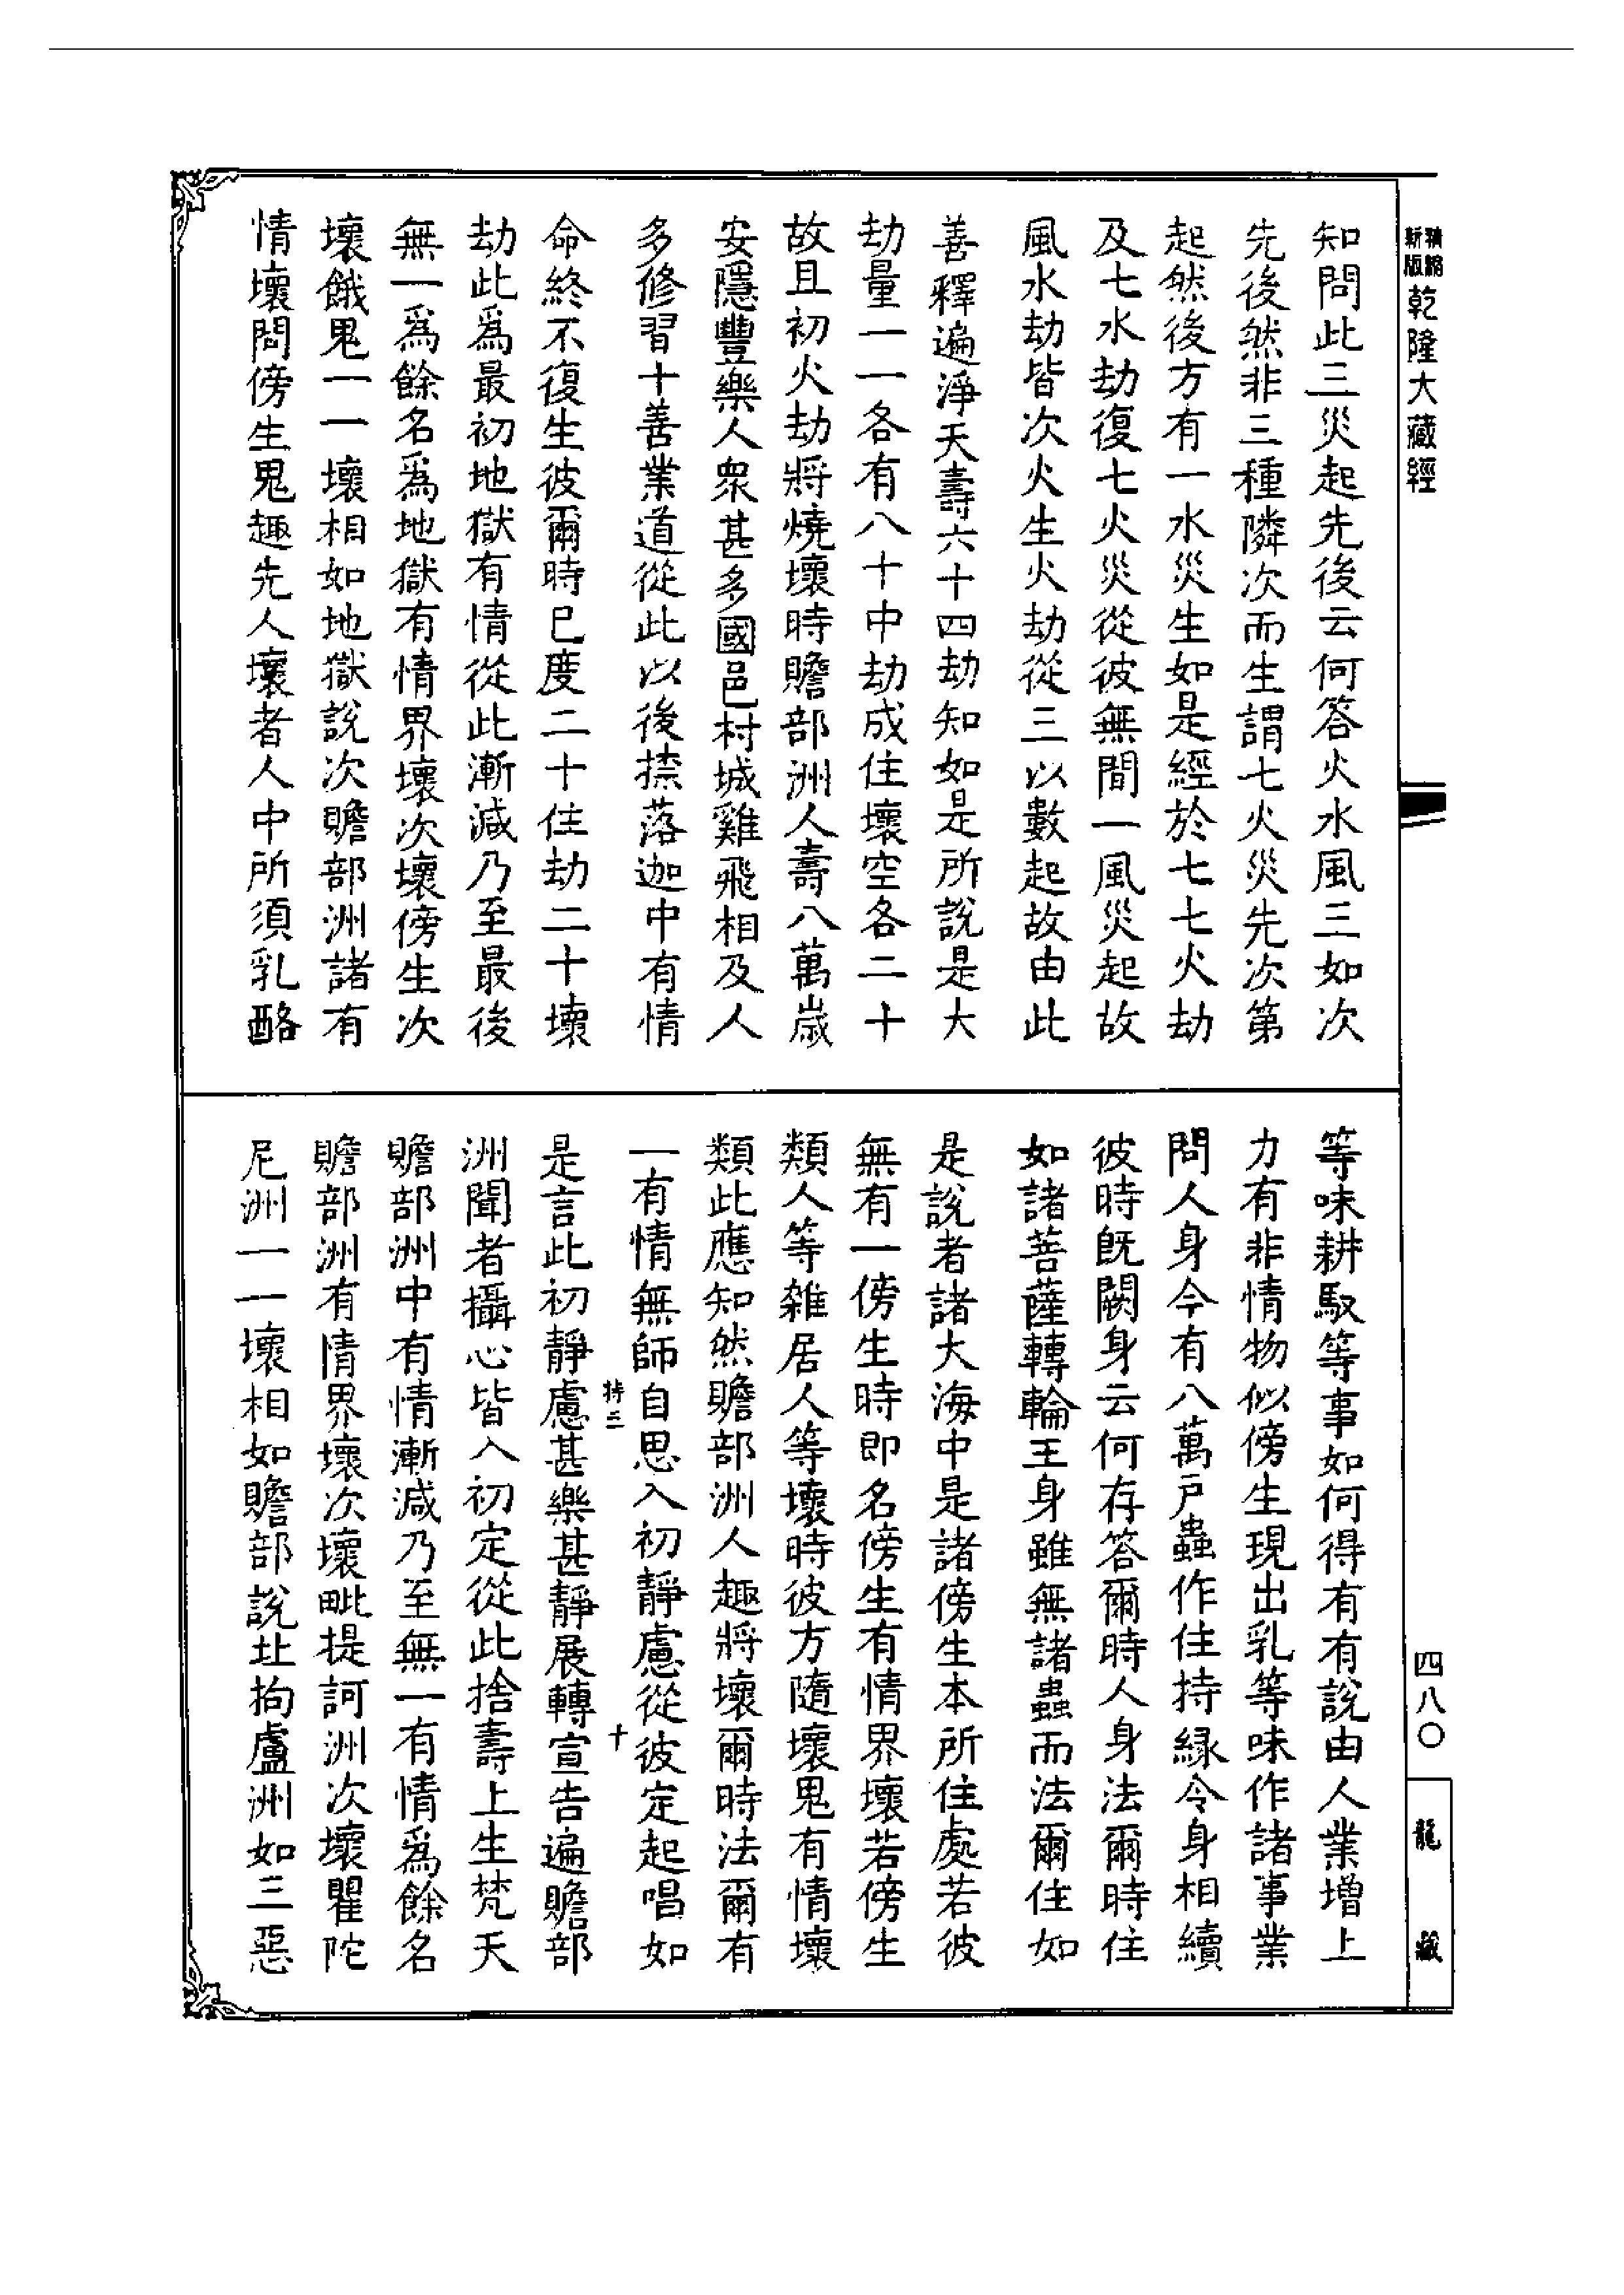 精縮
新版
乾隆大藏經
知問此三災起先後云何答火水風三如次
先後然非三種隣次而生謂七火災先次第
起然後方有一水災生如是經於七七火劫
及七水劫復七火災從彼無間一風災起故
風水劫皆次火生火劫從三以數起故由此
善釋遍淨天壽六十四劫知如是所說是大
劫量一一各有八十中劫成住壞空各二十
故且初火劫將燒壞時贍部洲人壽八萬歲
安隱豐樂人眾甚多國邑村城雞飛相及人
多修習十善業道從此以後㮈落迦中有情
命終不復生彼爾時已度二十住劫二十壞
劫此爲最初地獄有情從此漸減乃至最後
無一爲餘名爲地獄有情界壞次壞傍生次
壞餓鬼一一壞相如地獄說次贍部洲諸有
情壞問傍生鬼趣先人壞者人中所須乳酪
等味耕馭等事如何得有有說由人業增上
力有非情物似傍生現出乳等味作諸事業
問人身今有八萬戶蟲作住持緣令身相續
彼時旣闕身云何存答爾時人身法爾時住
如諸菩薩轉輪王身雖無諸蟲而法爾住如
是說者諸大海中是諸傍生本所住處若彼
無有一傍生時即名傍生有情界壞若傍生
類人等雜居人等壞時彼方隨壞鬼有情壞
類此應知然贍部洲人趣將壞爾時法爾有
一有情無師自思入初靜慮從彼定起唱如
持三
十
是言此初靜慮甚樂甚靜展轉宣告遍贍部
洲聞者攝心皆入初定從此捨壽上生梵天
贍部洲中有情漸減乃至無一有情爲餘名
贍部洲有情界壞次壞毗提訶洲次壞瞿陀
尼洲一一壞相如贍部說北拘盧洲如三惡
四八〇
龍藏